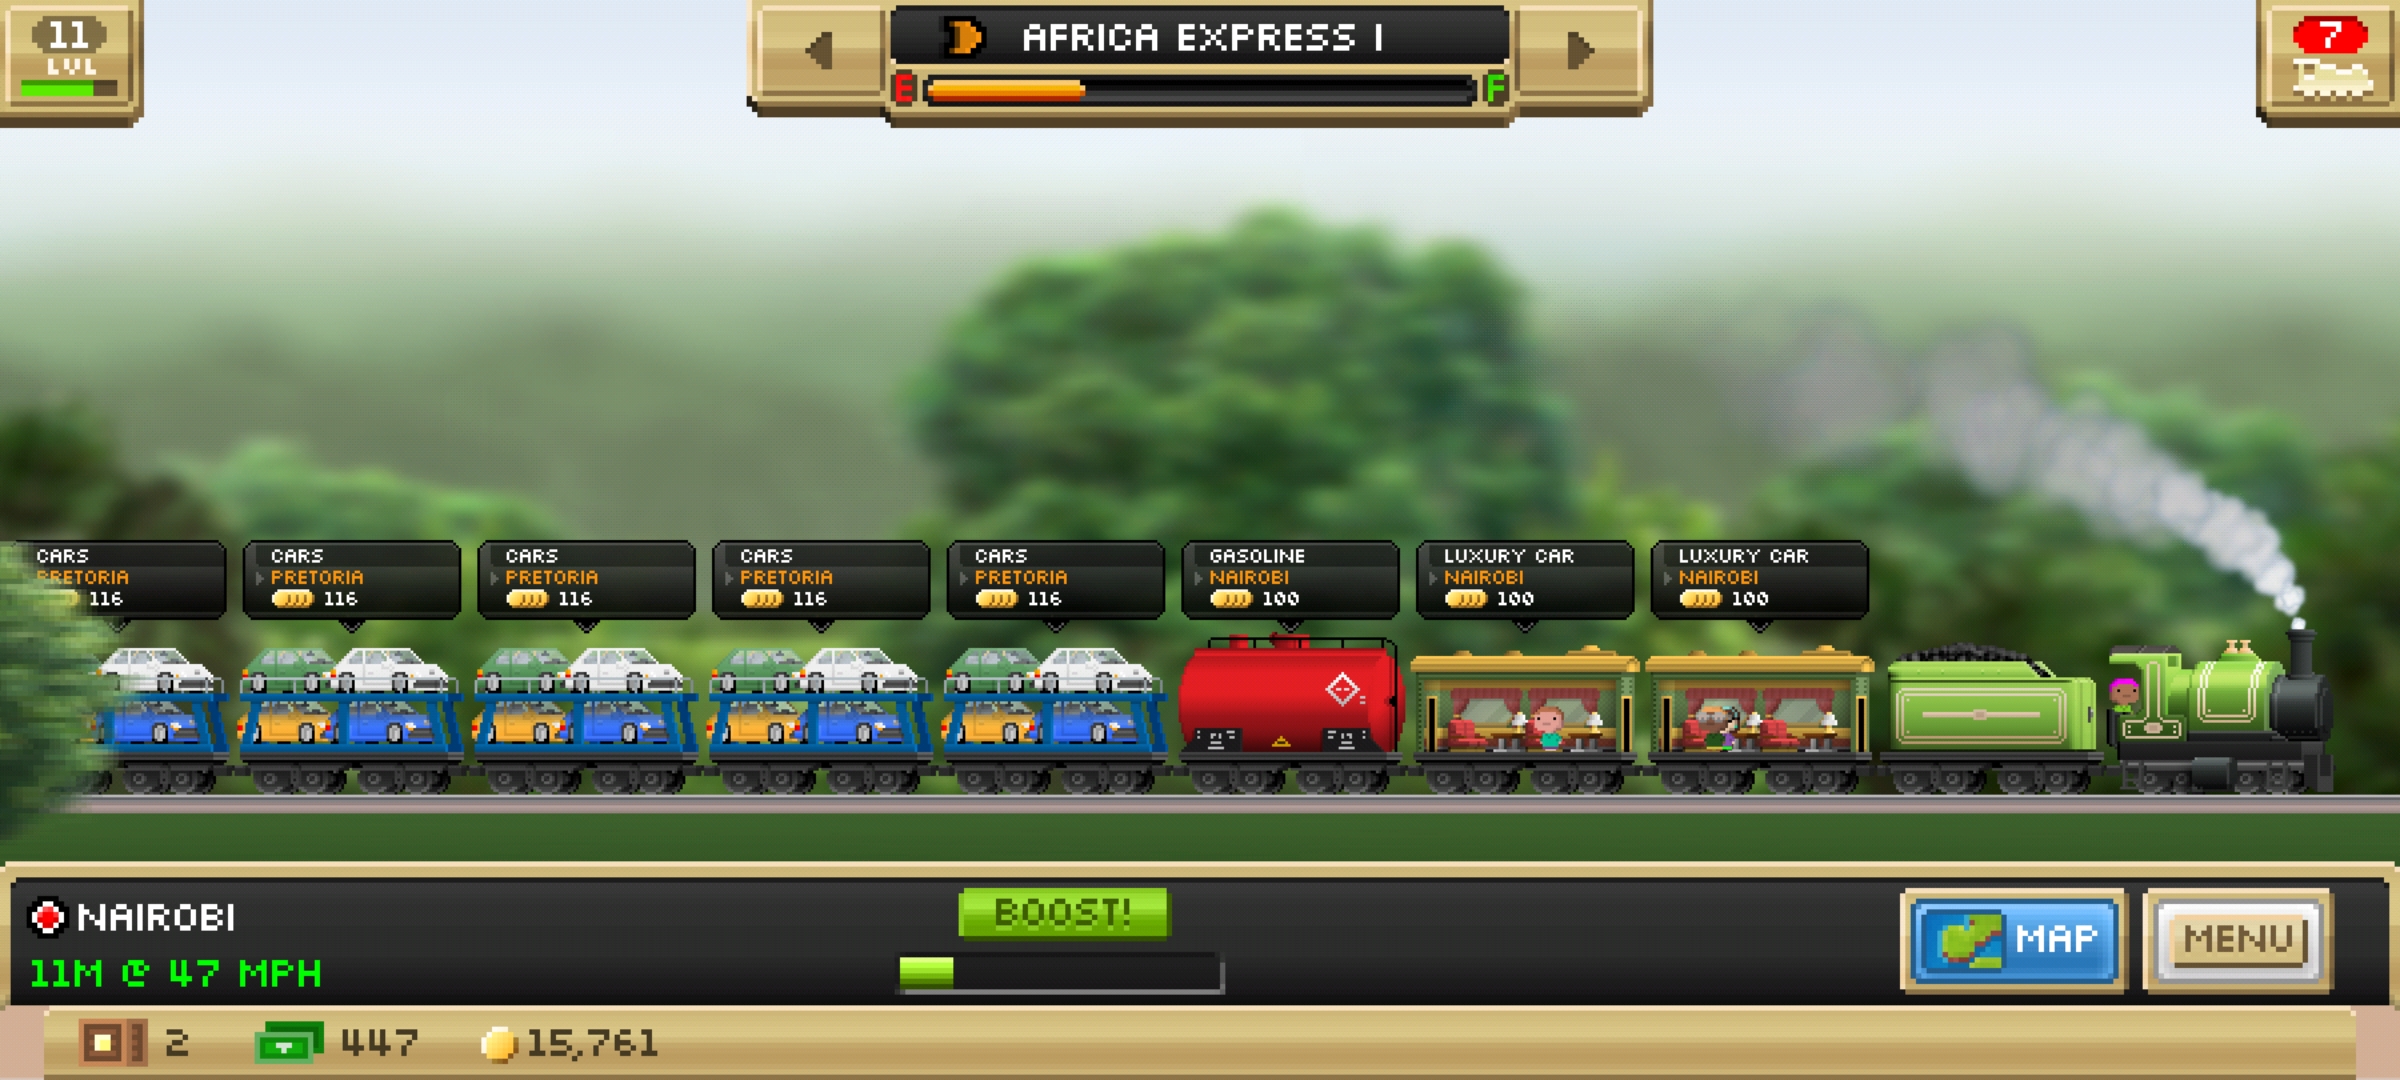 11
LVL
AFRICA EXPRESS I
E
F
7
CARS
PRETORIA
116
CARS
PRETORIA
116
CARS
PRETORIA
116
CARS
PRETORIA
116
CARS
PRETORIA
116
GASOLINE
NAIROBI
100
LUXURY CAR
NAIROBI
100
LUXURY CAR
NAIROBI
100
NAIROBI
11M @ 47 MPH
BOOST!
MAP
MENU
2
447
15,761